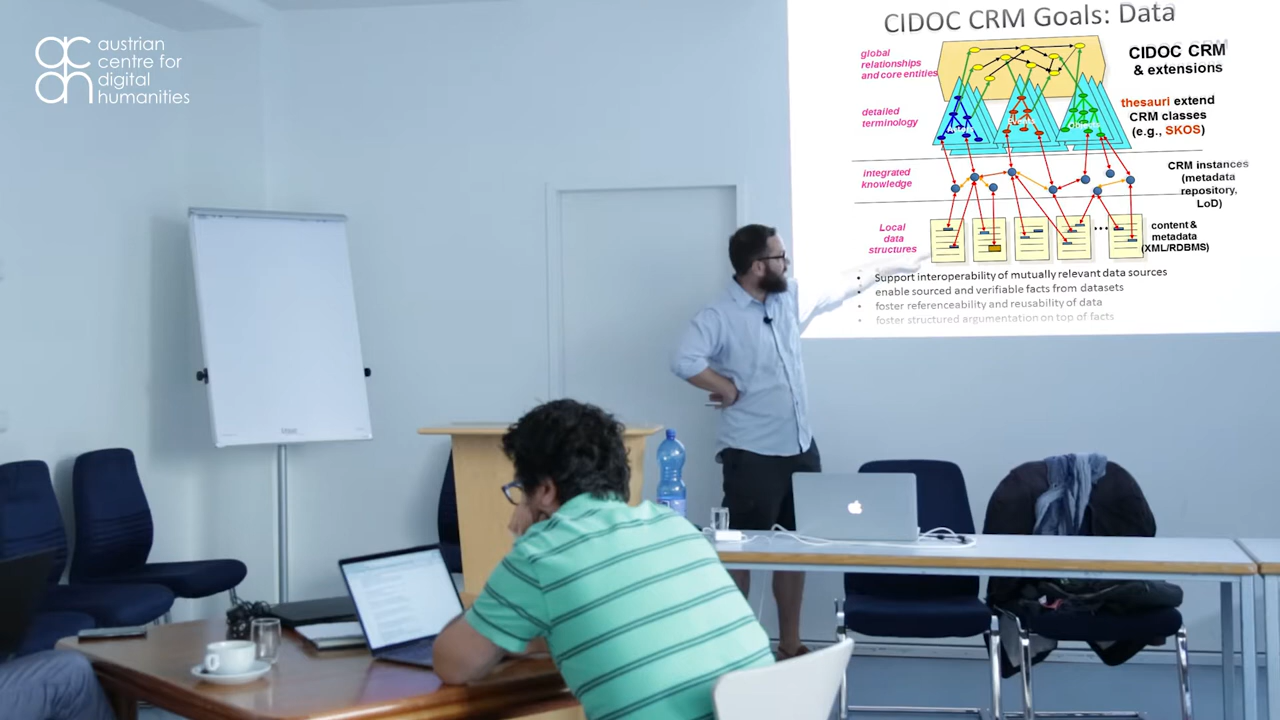 austrian
centre for
digital
humanities
CIDOC CRM Goals: Data
global
relationships
and core entities
CIDOC CRM
& extensions
detailed
terminology
thesauri extend
CRM classes
(e.g., SKOS)
integrated
knowledge
CRM instances
(metadata
repository,
LoD)
Local
data
structures
content &
metadata
(XML/RDBMS)
• Support interoperability of mutually relevant data sources
• enable sourced and verifiable facts from datasets
• foster referenceability and reusability of data
• foster structured argumentation on top of facts